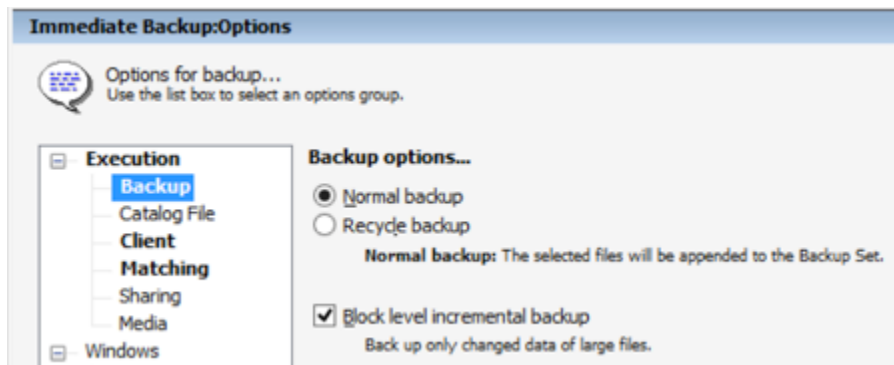 Immediate Backup:Options
Options for backup...
Use the list box to select an options group.
Execution
Backup
Catalog File
Client
Matching
Sharing
Media
Windows
Backup options...
Normal backup
Recycle backup
Normal backup: The selected files will be appended to the Backup Set.
Block level incremental backup
Back up only changed data of large files.